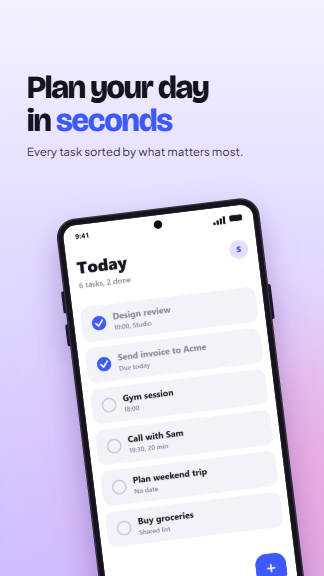 Plan your day
in seconds
Every task sorted by what matters most.
9:41
Today
S
6 tasks, 2 done
Design review
10:00, Studio
Send invoice to Acme
Due today
Gym session
18:00
Call with Sam
19:30, 20 min
Plan weekend trip
No date
Buy groceries
Shared list
+